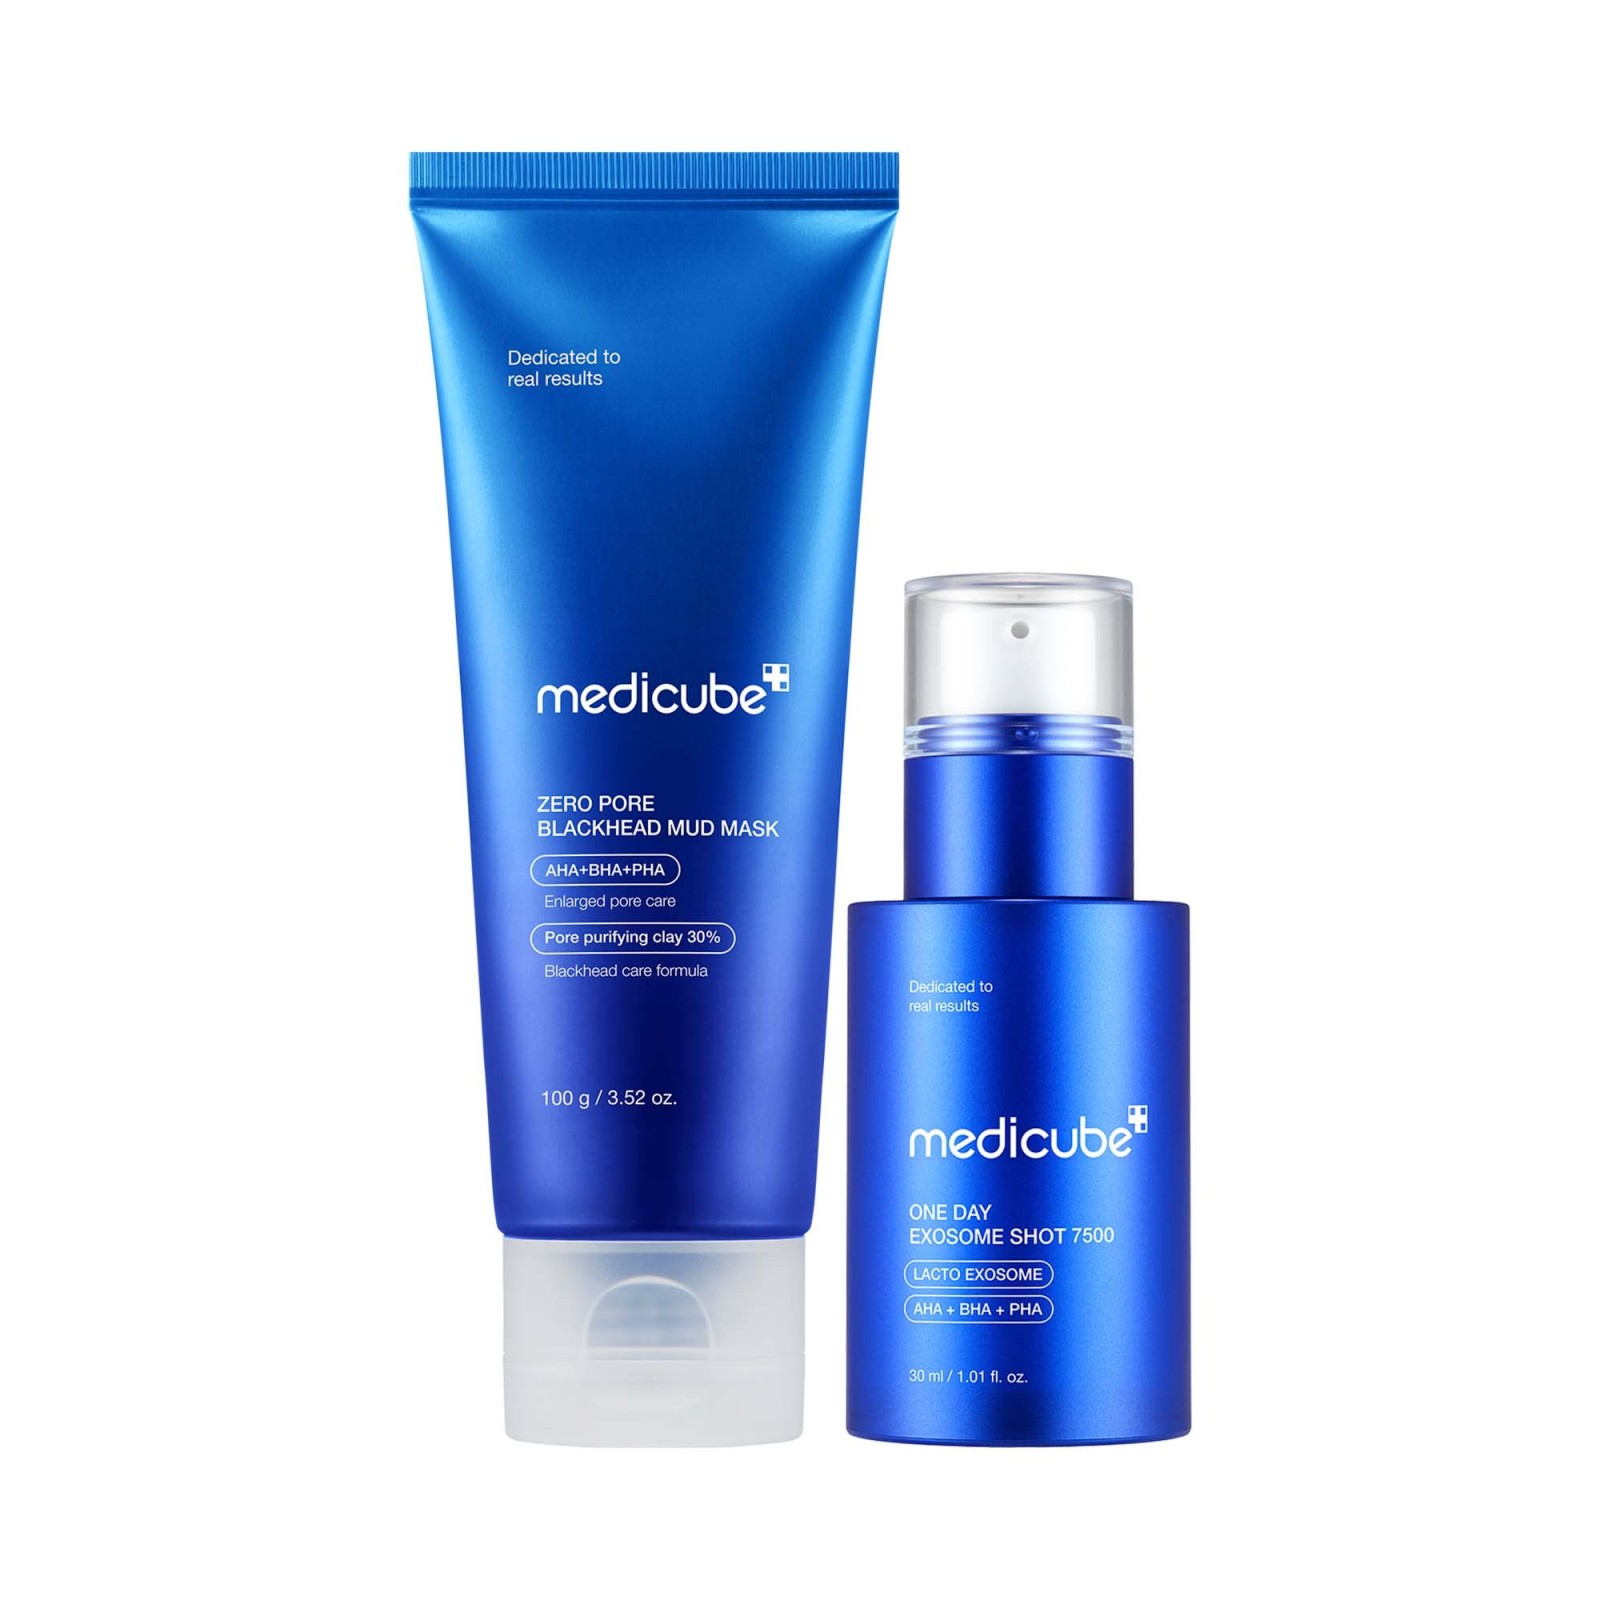 Dedicated to
real results
medicube
ZERO PORE
BLACKHEAD MUD MASK
AHA+BHA+PHA
Enlarged pore care
Pore purifying clay 30%
Blackhead care formula
100 g / 3.52 oz.
Dedicated to
real results
medicube
ONE DAY
EXOSOME SHOT 7500
LACTO EXOSOME
AHA + BHA + PHA
30 ml / 1.01 fl. oz.